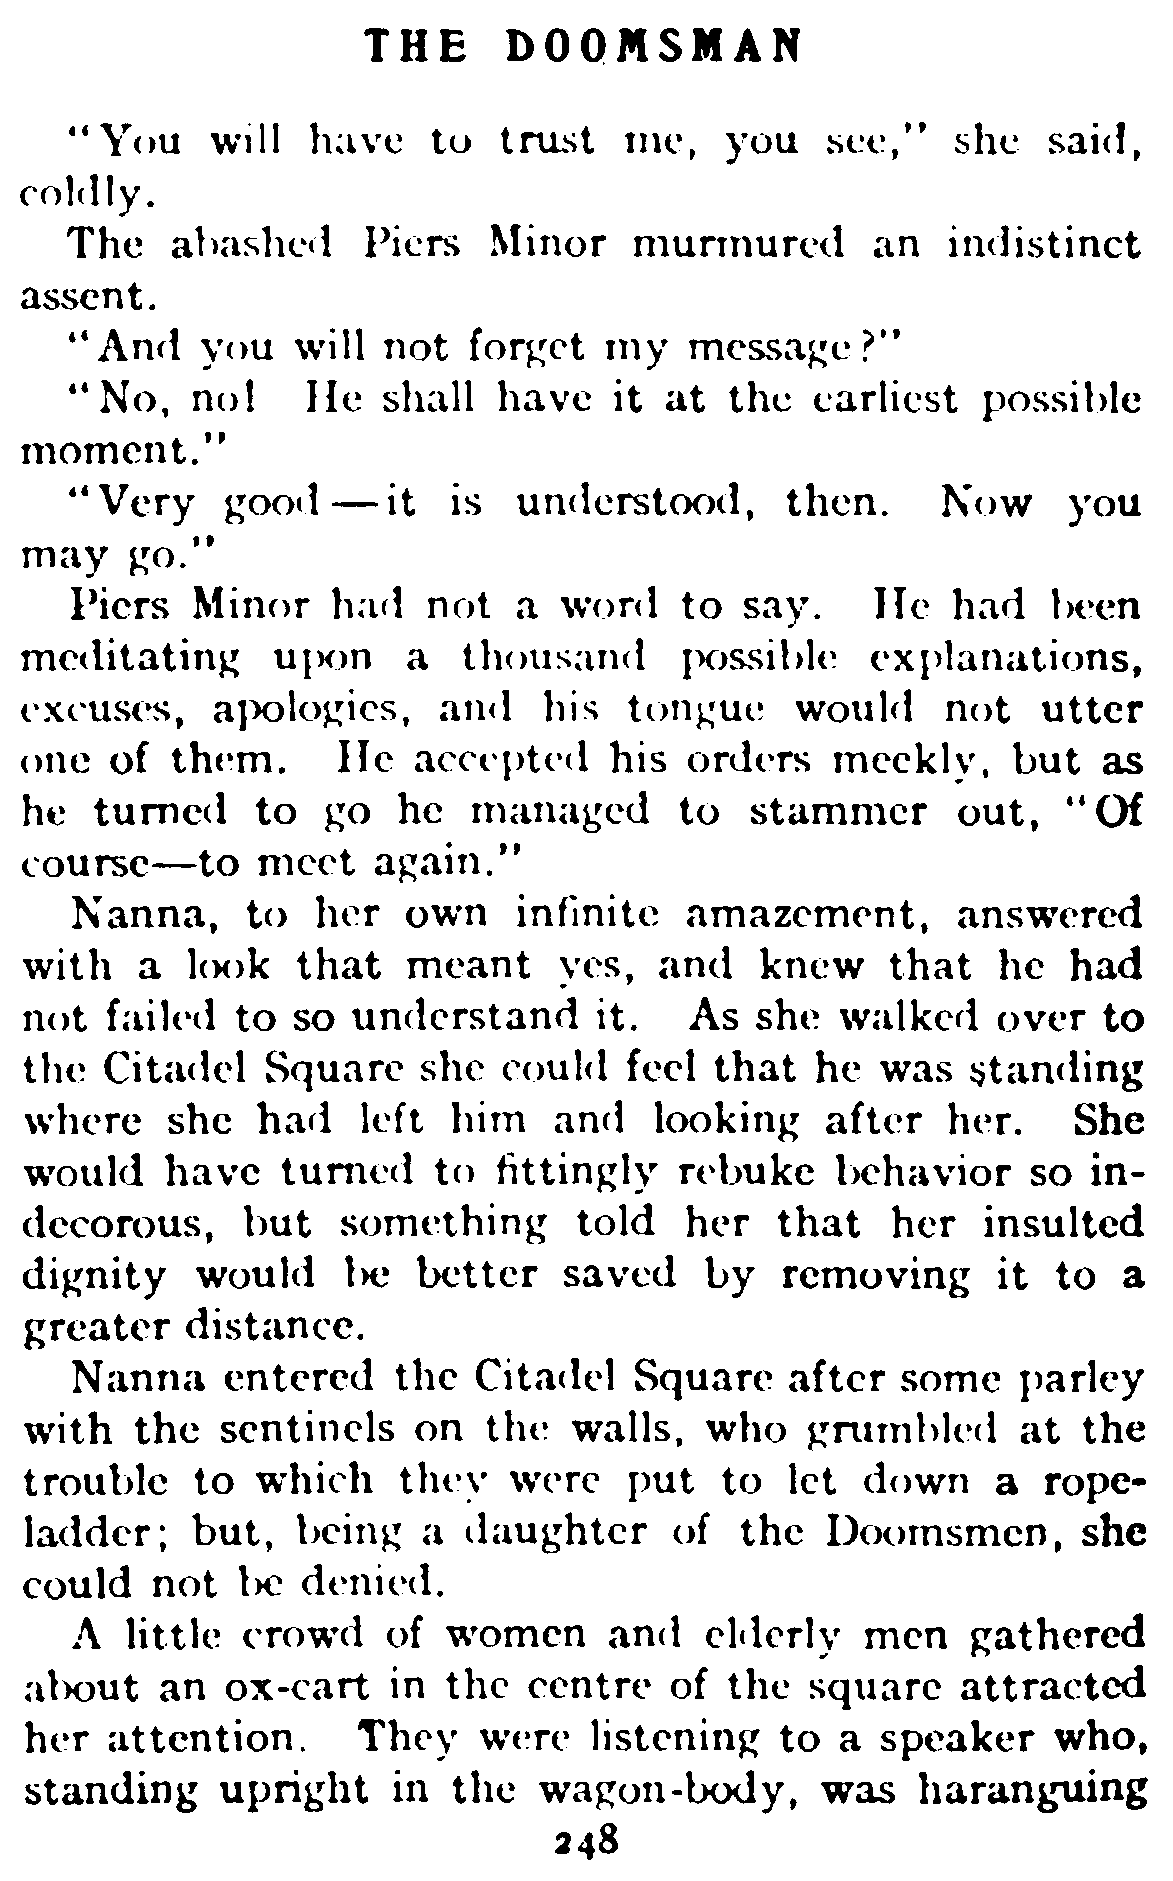 THE DOOMSMAN
"You will have to trust me, you see," she said,
coldly.
The abashed Piers Minor murmured an indistinct
assent.
"And you will not forget my message?"
"No, no! He shall have it at the earliest possible
moment."
"Very good—it is understood, then. Now you
may go."
Piers Minor had not a word to say. He had been
meditating upon a thousand possible explanations,
excuses, apologies, and his tongue would not utter
one of them. He accepted his orders meekly, but as
he turned to go he managed to stammer out, "Of
course—to meet again."
Nanna, to her own infinite amazement, answered
with a look that meant yes, and knew that he had
not failed to so understand it. As she walked over to
the Citadel Square she could feel that he was standing
where she had left him and looking after her. She
would have turned to fittingly rebuke behavior so in-
decorous, but something told her that her insulted
dignity would be better saved by removing it to a
greater distance.
Nanna entered the Citadel Square after some parley
with the sentinels on the walls, who grumbled at the
trouble to which they were put to let down a rope-
ladder; but, being a daughter of the Doomsmen, she
could not be denied.
A little crowd of women and elderly men gathered
about an ox-cart in the centre of the square attracted
her attention. They were listening to a speaker who,
standing upright in the wagon-body, was haranguing
248